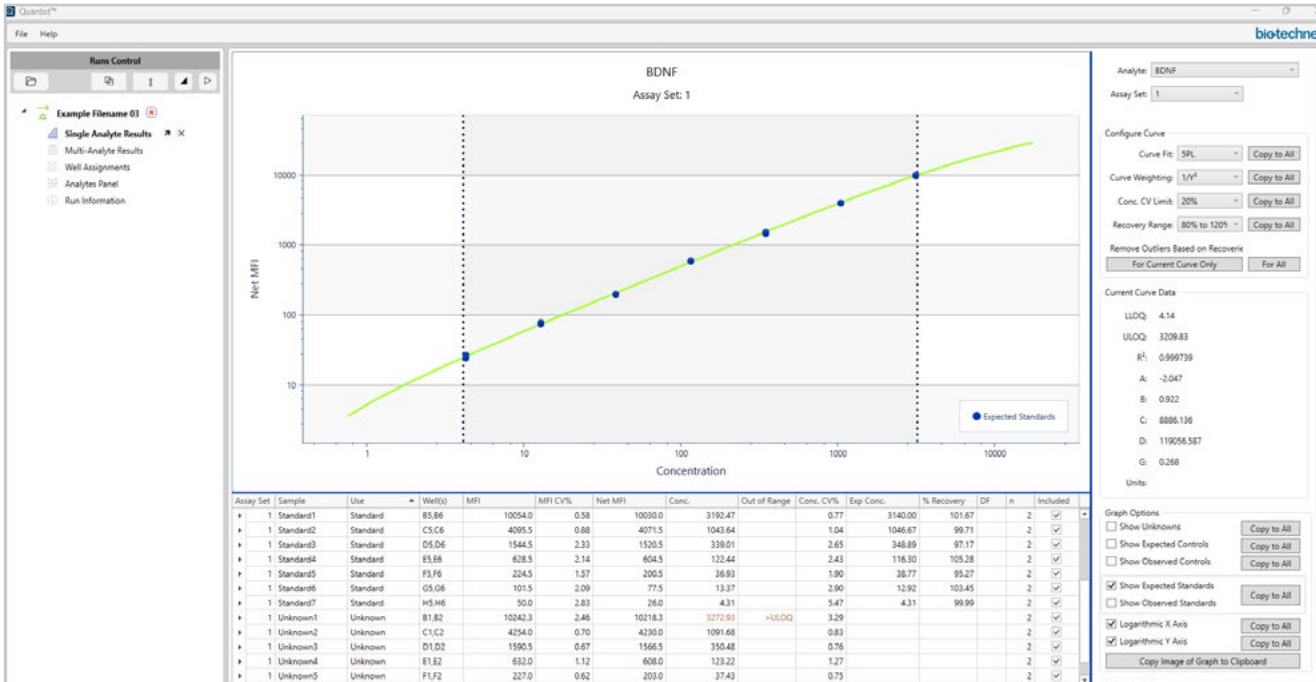 Quantist™
File Help
bio-techne
Runs Control
Example Filename 03
Single Analyte Results
Multi-Analyte Results
Well Assignments
Analytes Panel
Run Information
BDNF
Assay Set: 1
Net MFI
10000
1000
100
10
1 10 100 1000 10000
Concentration
Expected Standards
Assay Set Sample Use Well(s) MFI MFI CV% Net MFI Conc. Out of Range Conc. CV% Exp Conc. % Recovery DF n Included
1 Standard1 Standard B5,B6 10054.0 0.58 10030.0 3192.47 0.77 3140.00 101.67 2
1 Standard2 Standard C5,C6 4095.5 0.88 4071.5 1043.64 1.04 1046.67 99.71 2
1 Standard3 Standard D5,D6 1544.5 2.33 1520.5 339.01 2.65 348.89 97.17 2
1 Standard4 Standard E5,E6 628.5 2.14 604.5 122.44 2.43 116.30 105.28 2
1 Standard5 Standard F5,F6 224.5 1.57 200.5 36.93 1.90 38.77 95.27 2
1 Standard6 Standard G5,G6 101.5 2.09 77.5 13.37 2.90 12.92 103.45 2
1 Standard7 Standard H5,H6 50.0 2.83 26.0 4.31 5.47 4.31 99.99 2
1 Unknown1 Unknown B1,B2 10242.3 2.46 10218.3 3272.93 >ULOQ 3.29 2
1 Unknown2 Unknown C1,C2 4254.0 0.70 4230.0 1091.68 0.83 2
1 Unknown3 Unknown D1,D2 1590.5 0.67 1566.5 350.48 0.76 2
1 Unknown4 Unknown E1,E2 632.0 1.12 608.0 123.22 1.27 2
1 Unknown5 Unknown F1,F2 227.0 0.62 203.0 37.43 0.75 2
Analyte: BDNF
Assay Set: 1
Configure Curve
Curve Fit: 5PL Copy to All
Curve Weighting: 1/Y² Copy to All
Conc. CV Limit: 20% Copy to All
Recovery Range: 80% to 120% Copy to All
Remove Outliers Based on Recoverie
For Current Curve Only For All
Current Curve Data
LLOQ: 4.14
ULOQ: 3209.83
R²: 0.999739
A: -2.047
B: 0.922
C: 8886.136
D: 119056.587
G: 0.268
Units:
Graph Options
Show Unknowns Copy to All
Show Expected Controls Copy to All
Show Observed Controls Copy to All
Show Expected Standards Copy to All
Show Observed Standards
Logarithmic X Axis Copy to All
Logarithmic Y Axis Copy to All
Copy Image of Graph to Clipboard